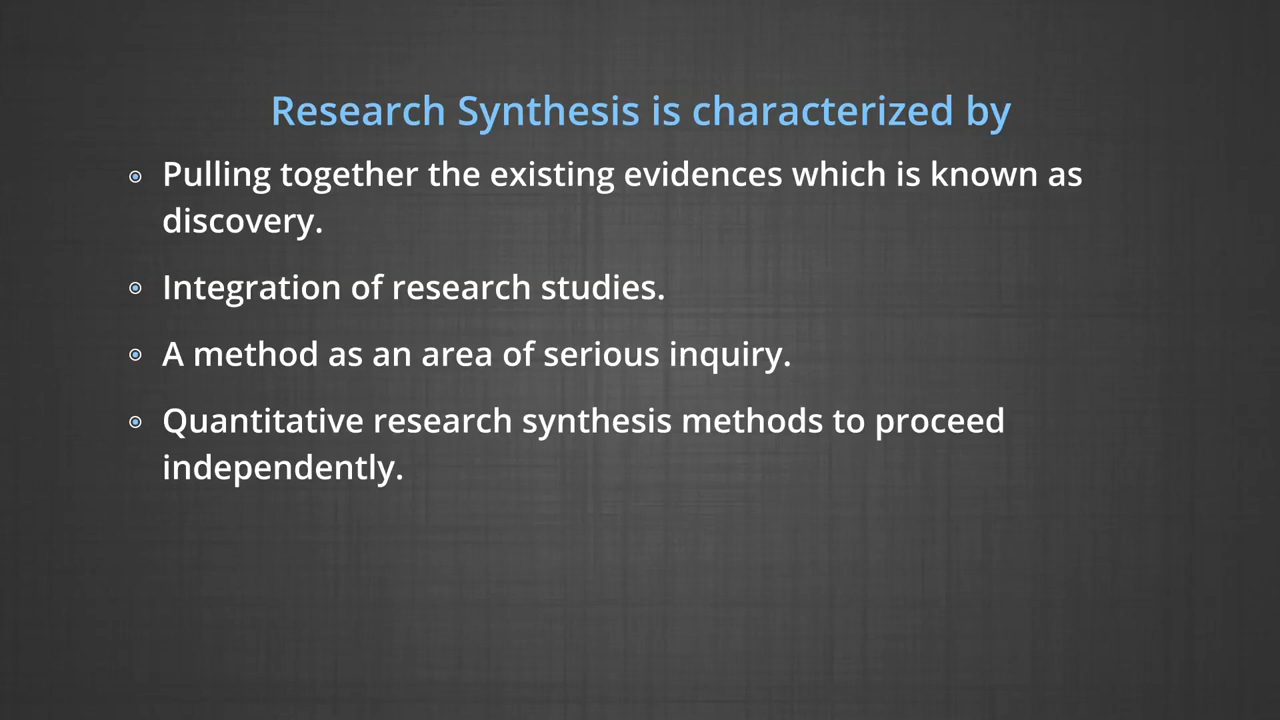 Research Synthesis is characterized by
Pulling together the existing evidences which is known as
discovery.
Integration of research studies.
A method as an area of serious inquiry.
Quantitative research synthesis methods to proceed
independently.